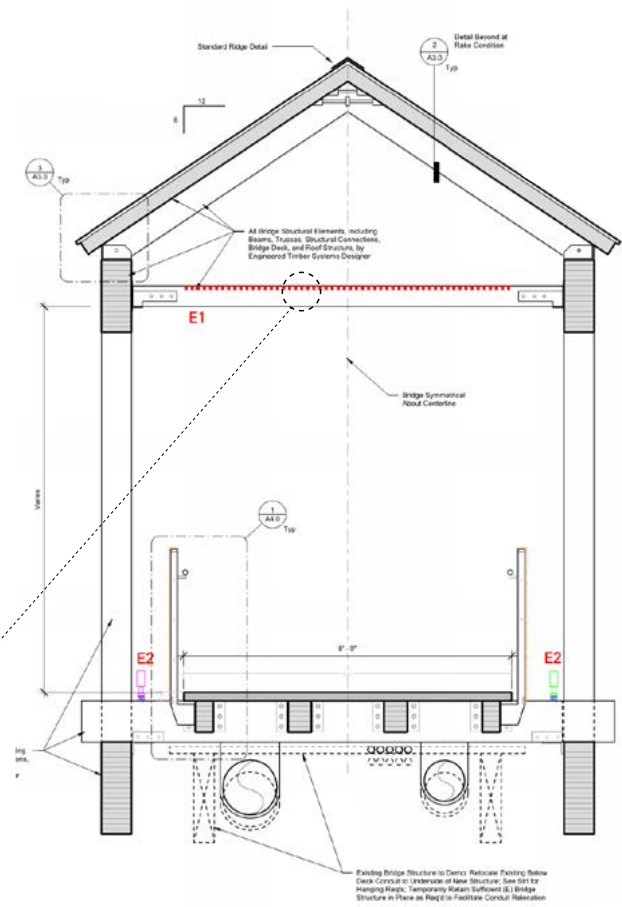 Detail Beyond at
Rake Condition
2
A3.0
Typ
Standard Ridge Detail
12
6
3
A3.0
Typ
All Bridge Structural Elements, Including
Beams, Trusses, Structural Connections,
Bridge Deck, and Roof Structure, by
Engineered Timber Systems Designer
E1
Bridge Symmetrical
About Centerline
Varies
1
A4.0
Typ
8' - 0"
E2
E2
ing
ons,
r
Existing Bridge Structure to Demo; Relocate Existing Below
Deck Conduit to Underside of New Structure; See Strl for
Hanging Req's; Temporarily Retain Sufficient (E) Bridge
Structure in Place as Req'd to Facilitate Conduit Relocation